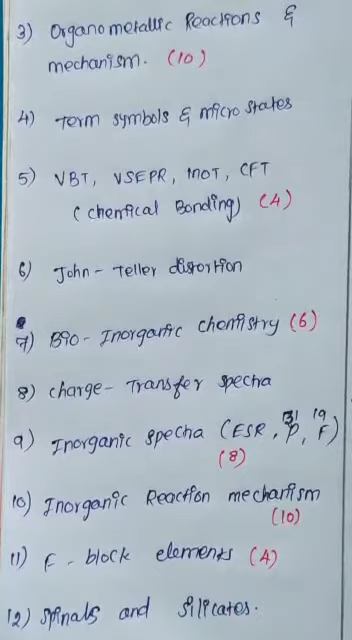 3) Organometallic Reactions &
mechanism. (10)
4) Term symbols & micro states
5) VBT, VSEPR, MOT, CFT
(chemical Bonding) (4)
6) John-Teller distortion
7) Bio-Inorganic chemistry (6)
8) charge-Transfer spectra
9) Inorganic spectra (ESR, 31P, 19F)
(8)
10) Inorganic Reaction mechanism
(10)
11) F-block elements (4)
12) Spinals and silicates.